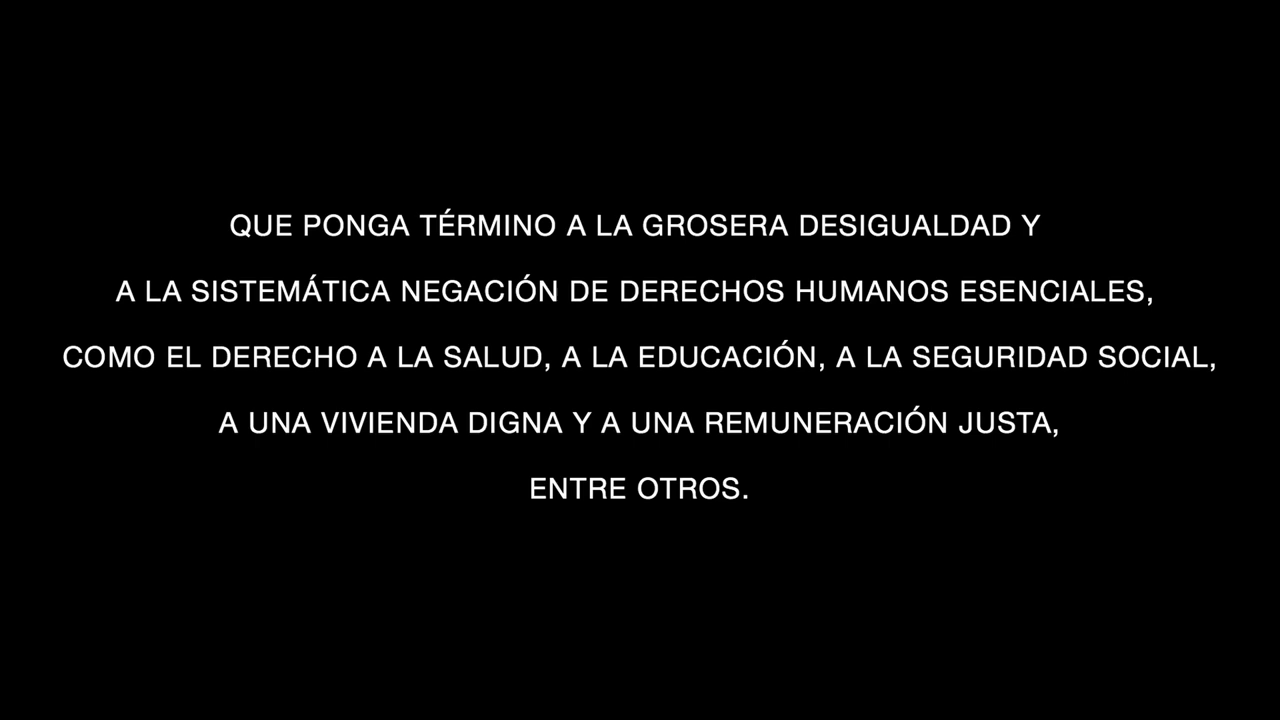 QUE PONGA TÉRMINO A LA GROSERA DESIGUALDAD Y
A LA SISTEMÁTICA NEGACIÓN DE DERECHOS HUMANOS ESENCIALES,
COMO EL DERECHO A LA SALUD, A LA EDUCACIÓN, A LA SEGURIDAD SOCIAL,
A UNA VIVIENDA DIGNA Y A UNA REMUNERACIÓN JUSTA,
ENTRE OTROS.